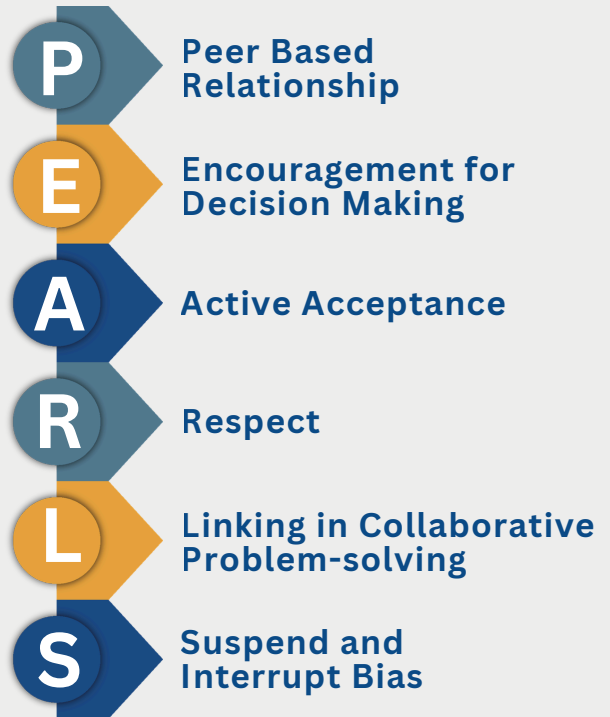 P
Peer Based
Relationship
E
Encouragement for
Decision Making
A
Active Acceptance
R
Respect
L
Linking in Collaborative
Problem-solving
S
Suspend and
Interrupt Bias